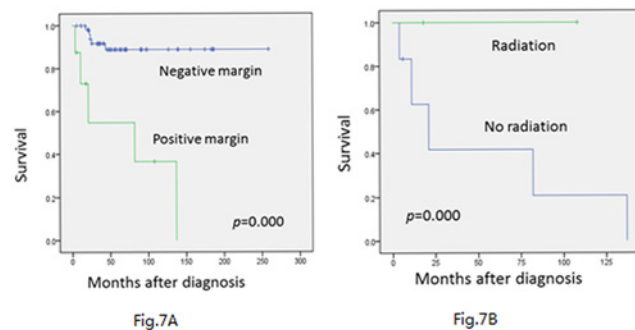 1.0
0.8
0.6
0.4
0.2
0.0
Survival
Negative margin
Positive margin
p=0.000
0 50 100 150 200 250 300
Months after diagnosis
Fig.7A
1.0
0.8
0.6
0.4
0.2
0.0
Survival
Radiation
No radiation
p=0.000
0 25 50 75 100 125
Months after diagnosis
Fig.7B